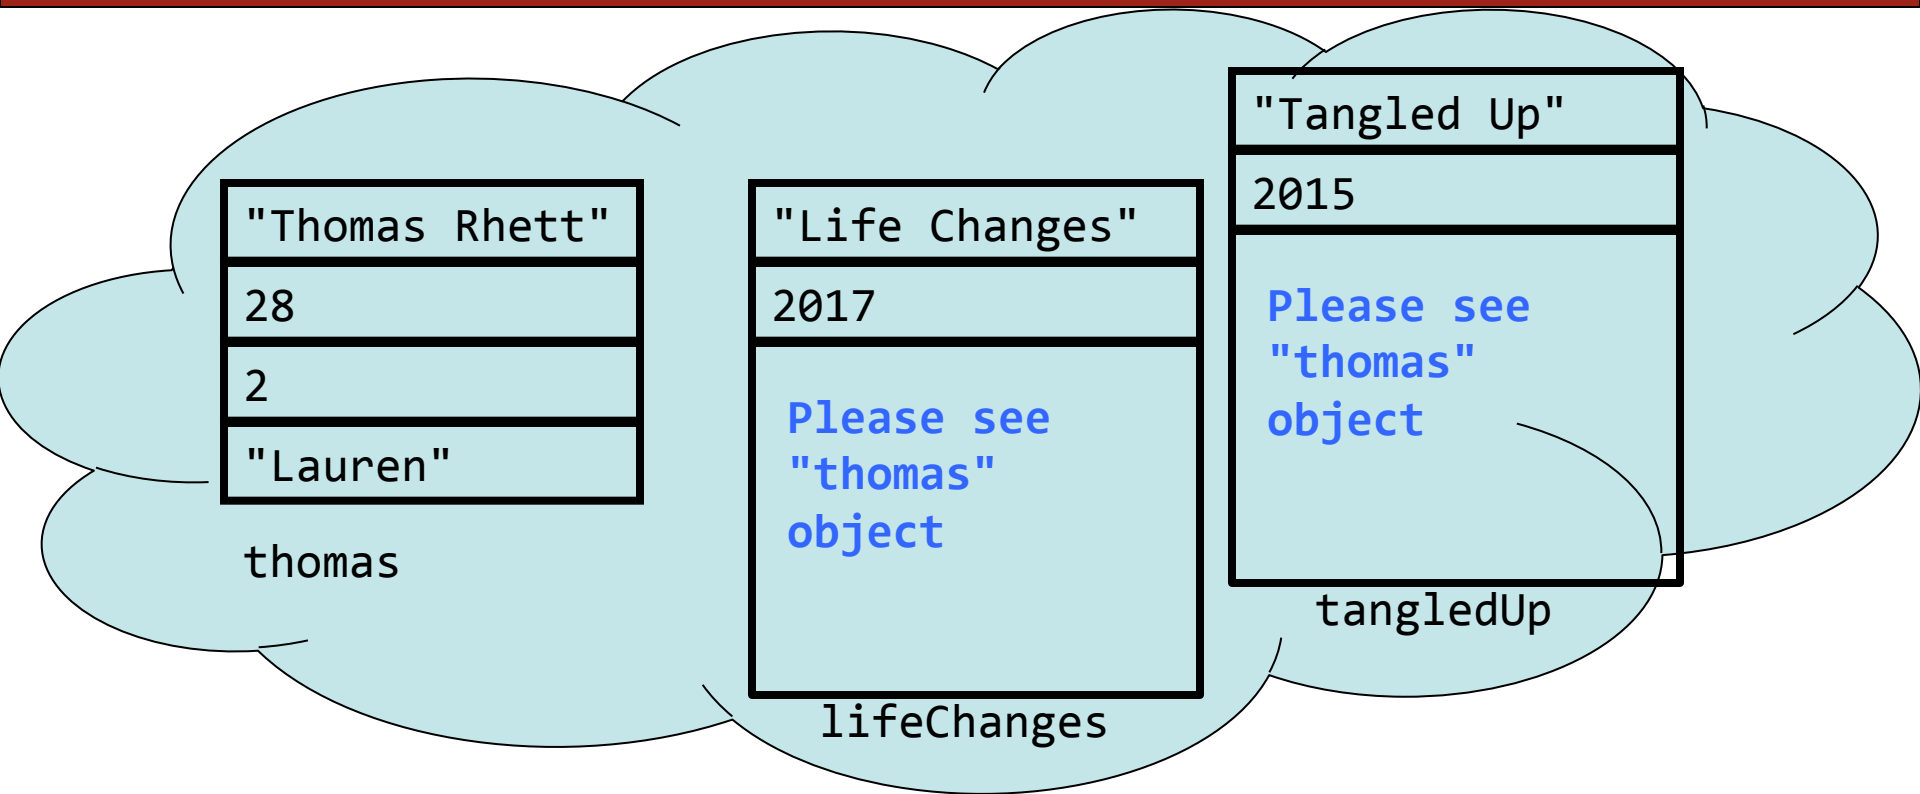 "Thomas Rhett"
28
2
"Lauren"
thomas
"Life Changes"
2017
Please see
"thomas"
object
lifeChanges
"Tangled Up"
2015
Please see
"thomas"
object
tangledUp